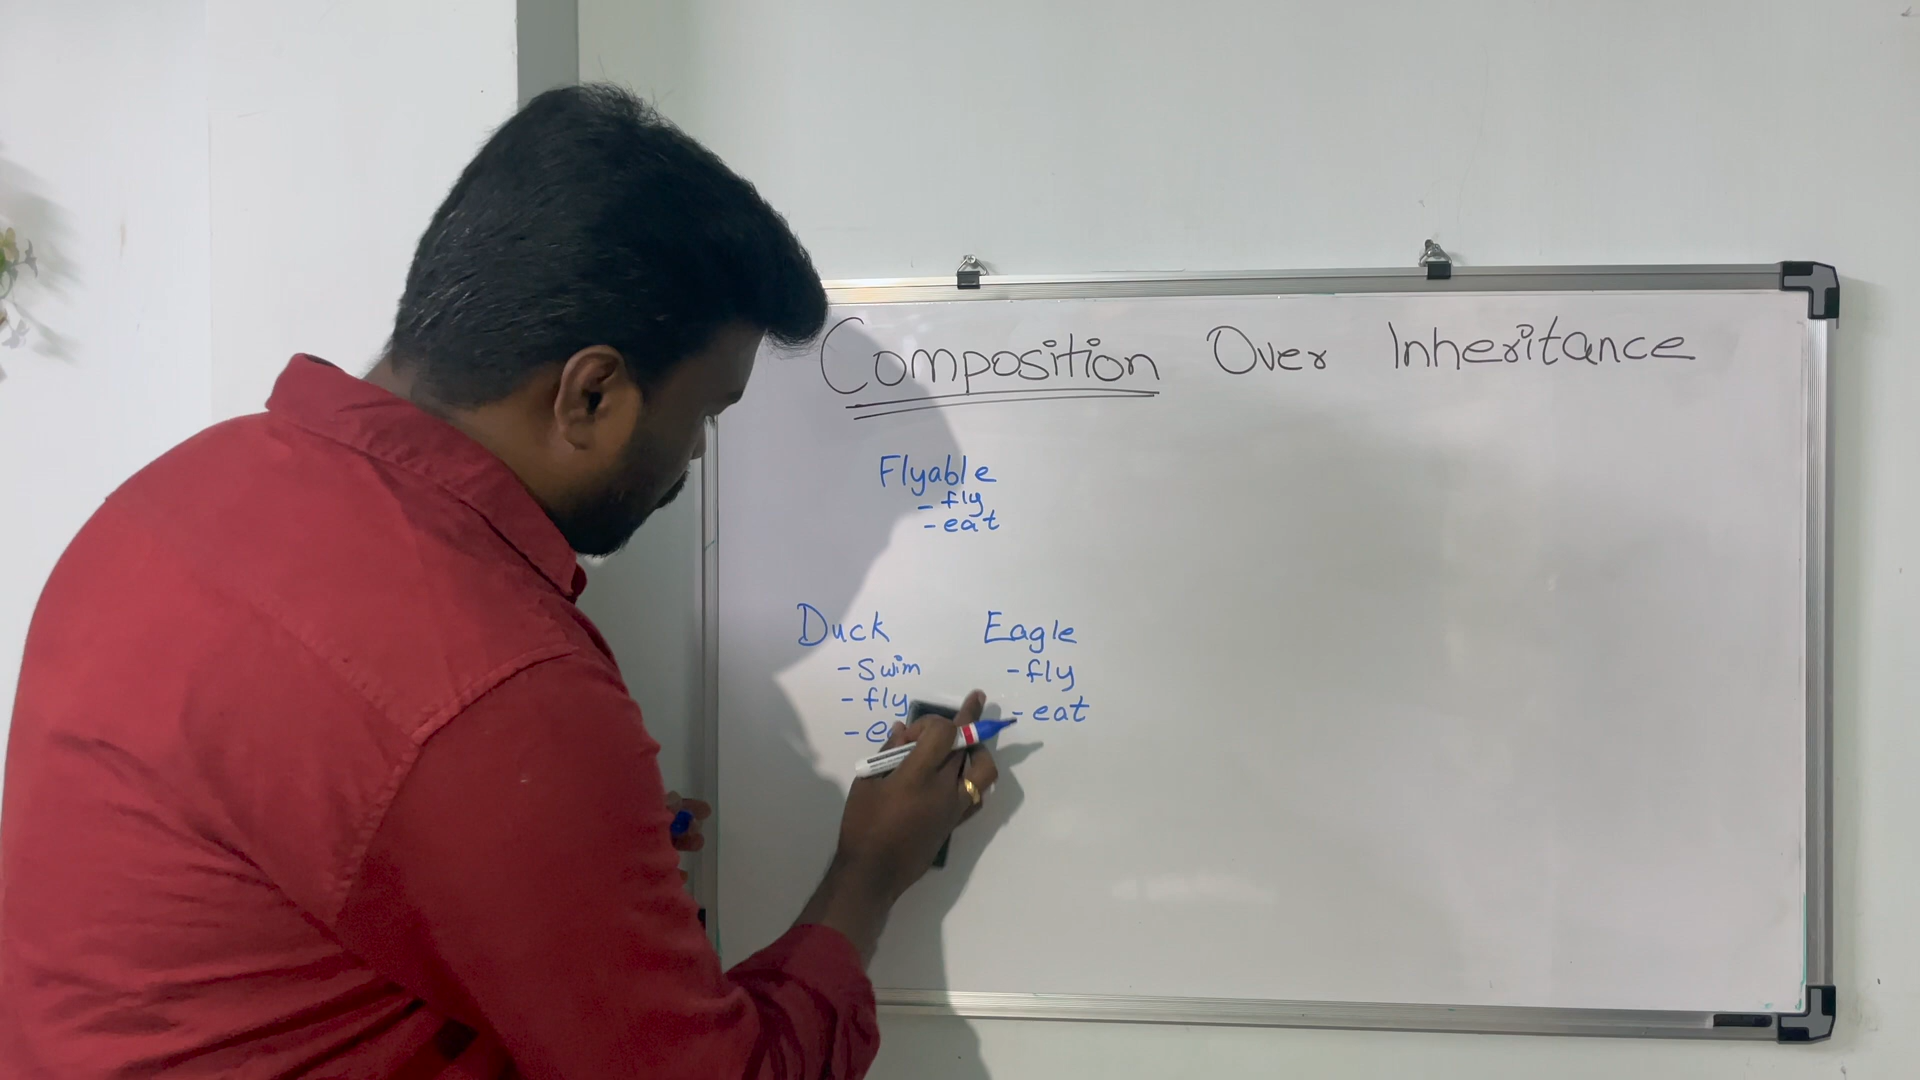 Composition Over Inheritance
Flyable
- fly
- eat
Duck Eagle
- Swim - fly
- fly - eat